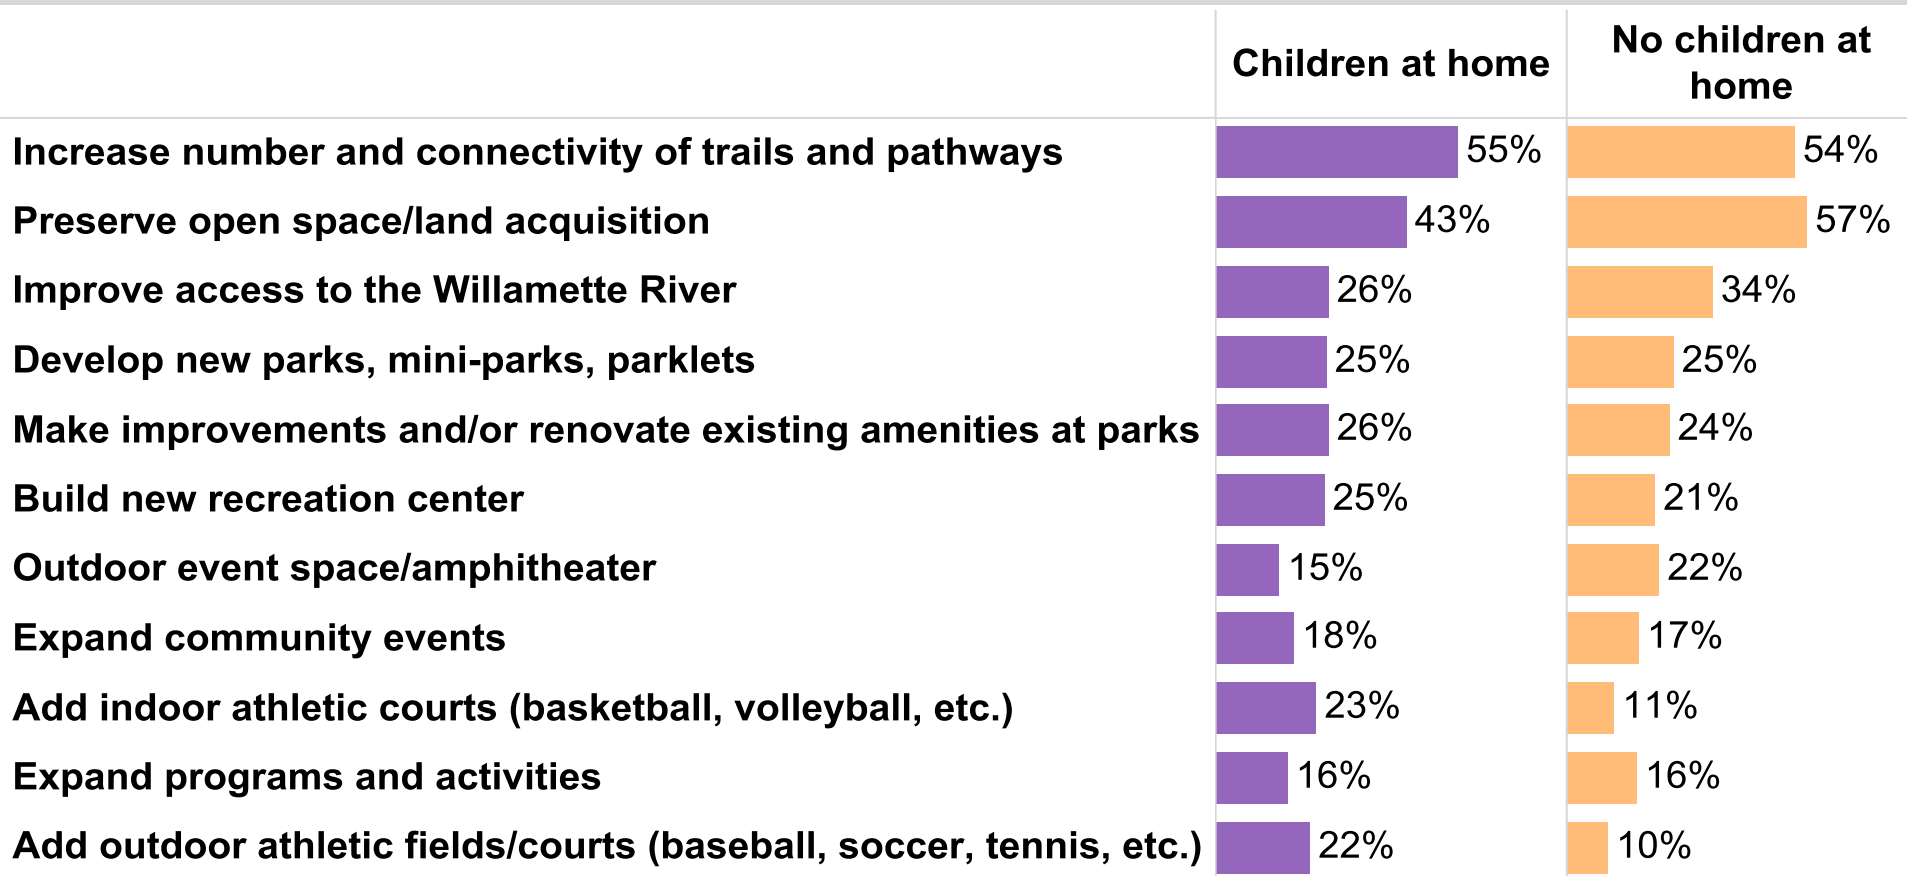 Children at home
No children at
home
Increase number and connectivity of trails and pathways 55% 54%
Preserve open space/land acquisition 43% 57%
Improve access to the Willamette River 26% 34%
Develop new parks, mini-parks, parklets 25% 25%
Make improvements and/or renovate existing amenities at parks 26% 24%
Build new recreation center 25% 21%
Outdoor event space/amphitheater 15% 22%
Expand community events 18% 17%
Add indoor athletic courts (basketball, volleyball, etc.) 23% 11%
Expand programs and activities 16% 16%
Add outdoor athletic fields/courts (baseball, soccer, tennis, etc.) 22% 10%